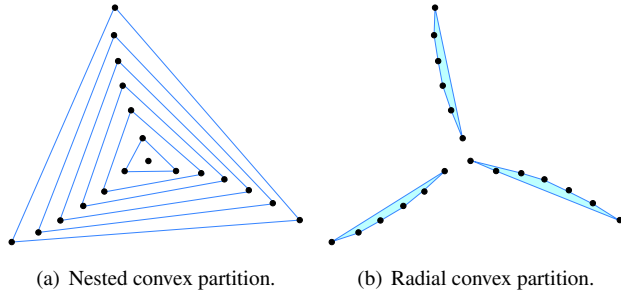 (a) Nested convex partition.
(b) Radial convex partition.